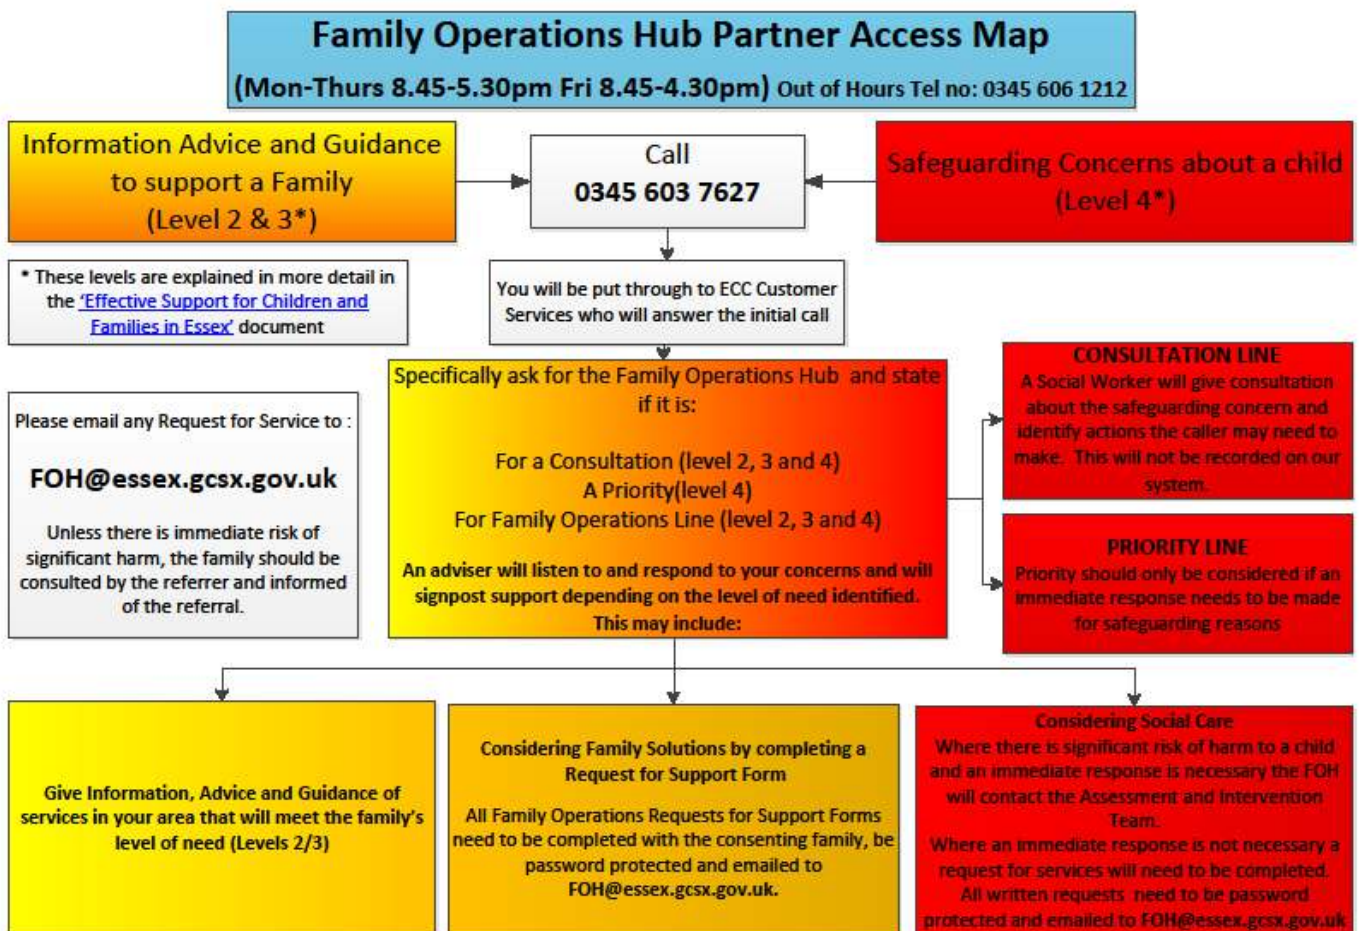 Family Operations Hub Partner Access Map
(Mon-Thurs 8.45-5.30pm Fri 8.45-4.30pm) Out of Hours Tel no: 0345 606 1212
Information Advice and Guidance
to support a Family
(Level 2 & 3*)
Call
0345 603 7627
Safeguarding Concerns about a child
(Level 4*)
* These levels are explained in more detail in
the 'Effective Support for Children and
Families in Essex' document
You will be put through to ECC Customer
Services who will answer the initial call
Please email any Request for Service to :
FOH@essex.gcsx.gov.uk
Unless there is immediate risk of
significant harm, the family should be
consulted by the referrer and informed
of the referral.
Specifically ask for the Family Operations Hub and state
if it is:
For a Consultation (level 2, 3 and 4)
A Priority(level 4)
For Family Operations Line (level 2, 3 and 4)
An adviser will listen to and respond to your concerns and will
signpost support depending on the level of need identified.
This may include:
CONSULTATION LINE
A Social Worker will give consultation
about the safeguarding concern and
identify actions the caller may need to
make. This will not be recorded on our
system.
PRIORITY LINE
Priority should only be considered if an
immediate response needs to be made
for safeguarding reasons
Give Information, Advice and Guidance of
services in your area that will meet the family's
level of need (Levels 2/3)
Considering Family Solutions by completing a
Request for Support Form
All Family Operations Requests for Support Forms
need to be completed with the consenting family, be
password protected and emailed to
FOH@essex.gcsx.gov.uk.
Considering Social Care
Where there is significant risk of harm to a child
and an immediate response is necessary the FOH
will contact the Assessment and Intervention
Team.
Where an immediate response is not necessary a
request for services will need to be completed.
All written requests need to be password
protected and emailed to FOH@essex.gcsx.gov.uk